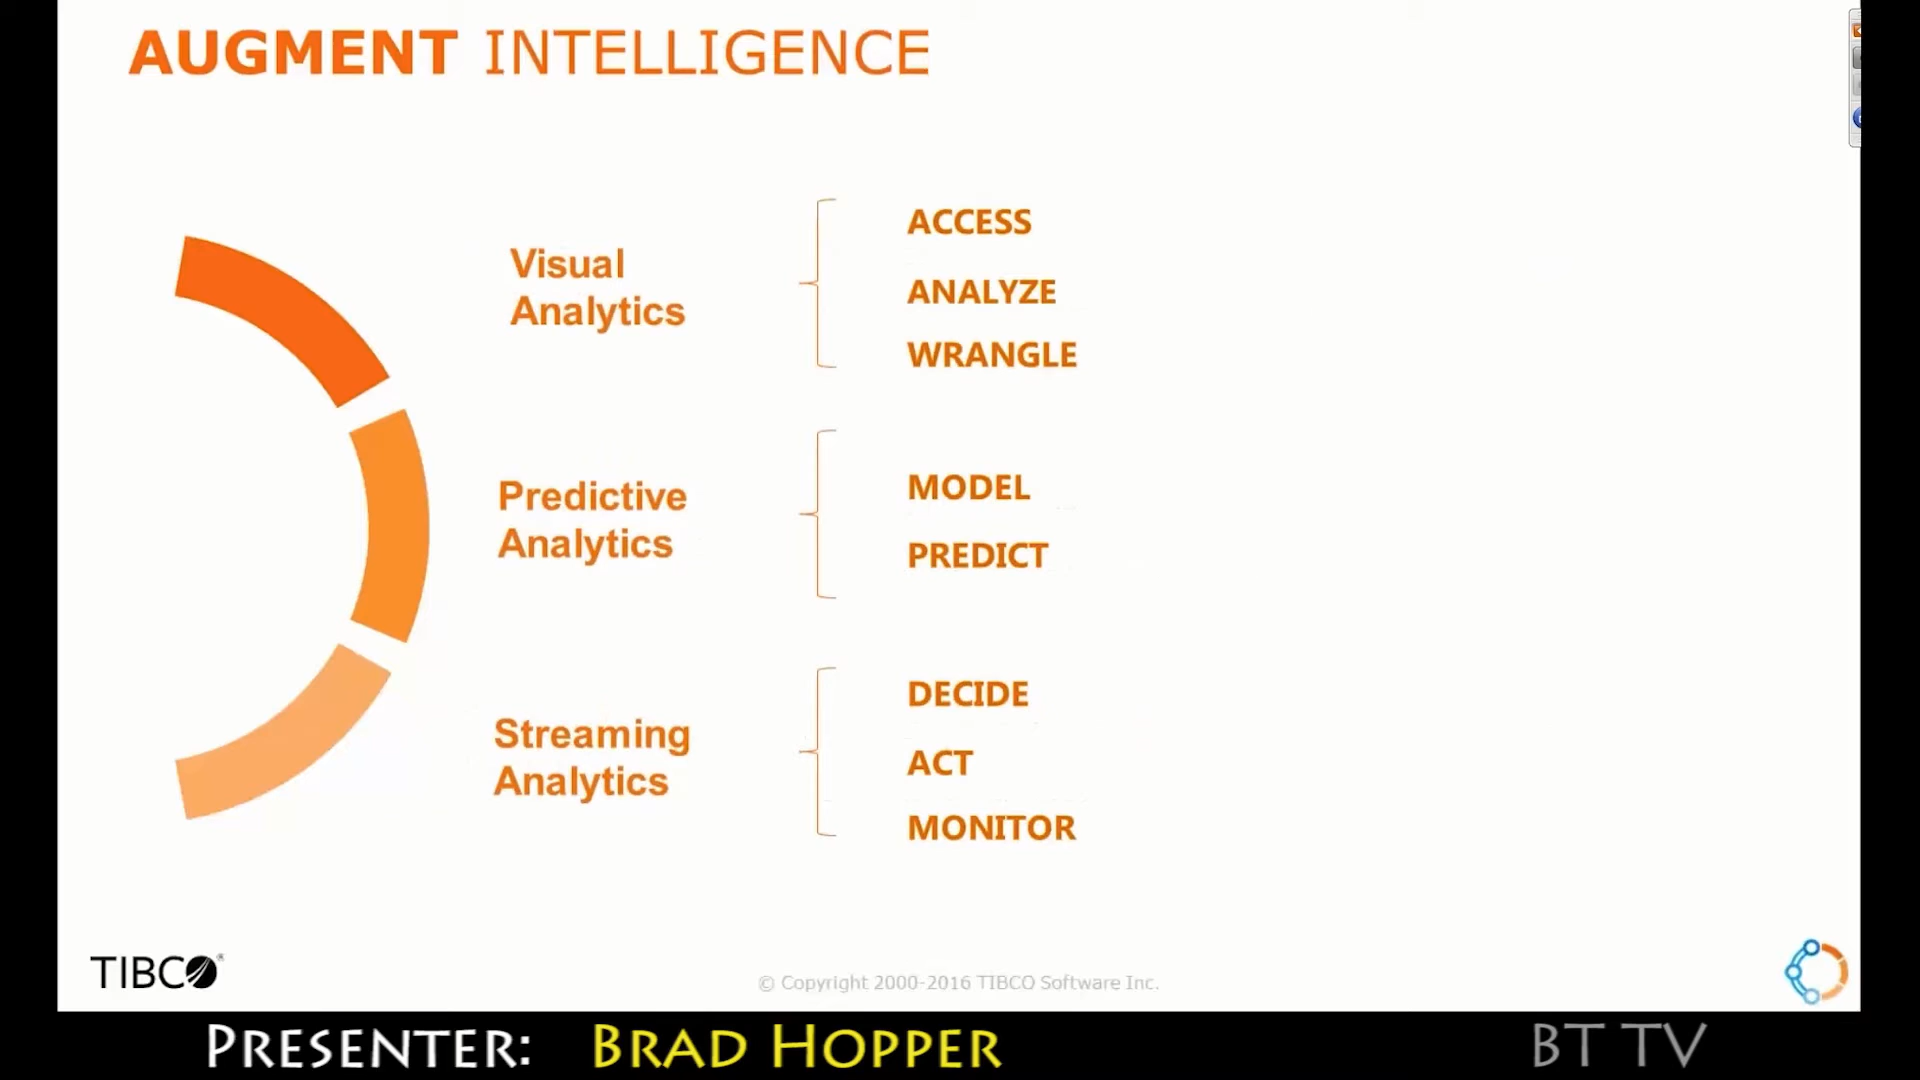 AUGMENT INTELLIGENCE
Visual
Analytics
ACCESS
ANALYZE
WRANGLE
Predictive
Analytics
MODEL
PREDICT
Streaming
Analytics
DECIDE
ACT
MONITOR
TIBCO®
© Copyright 2000-2016 TIBCO Software Inc.
PRESENTER: BRAD HOPPER
BT TV